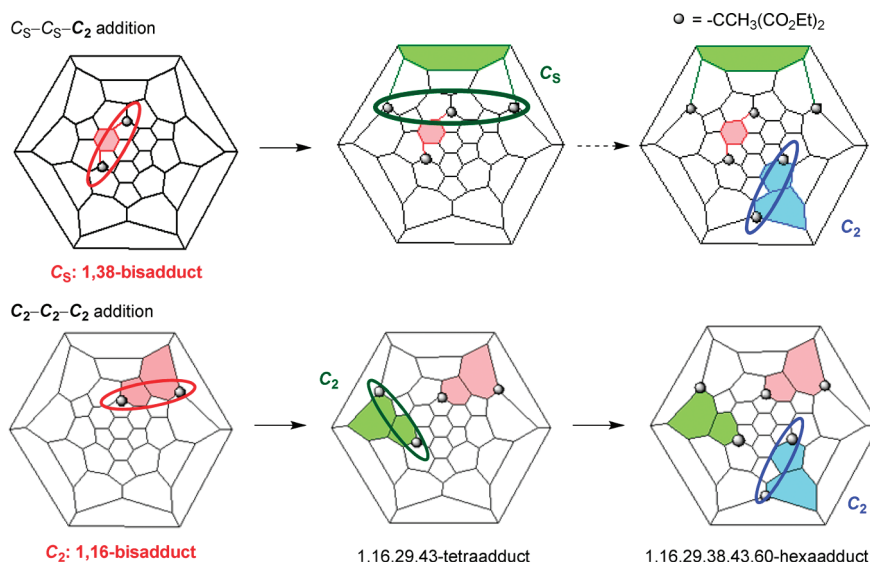 CS–CS–C2 addition
= -CCH3(CO2Et)2
CS
C2
CS: 1,38-bisadduct
C2–C2–C2 addition
C2
C2
C2: 1,16-bisadduct
1,16,29,43-tetraadduct
1,16,29,38,43,60-hexaadduct